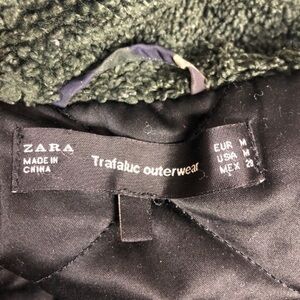 ZARA
MADE IN
CHINA
Trafaluc outerwear
EUR M
USA M
MEX 28